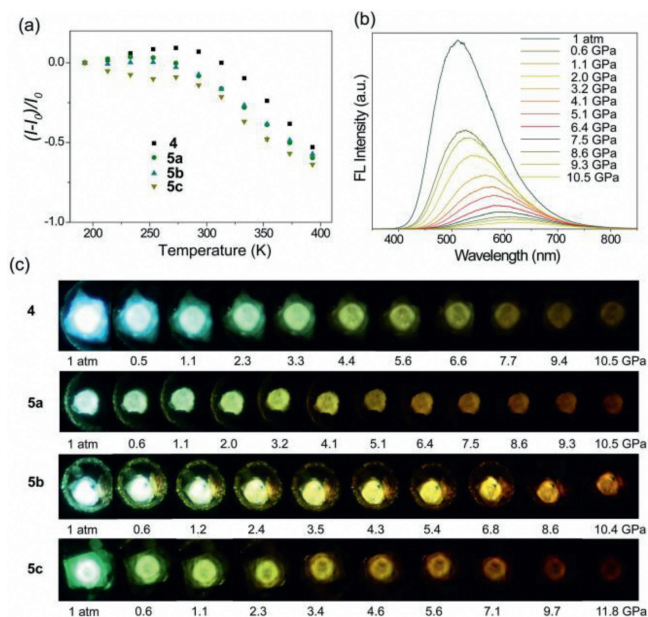 (a)
(I-I₀)/I₀
0.0
-0.5
-1.0
4
5a
5b
5c
200 250 300 350 400
Temperature (K)
(b)
FL Intensity (a.u.)
1 atm
0.6 GPa
1.1 GPa
2.0 GPa
3.2 GPa
4.1 GPa
5.1 GPa
6.4 GPa
7.5 GPa
8.6 GPa
9.3 GPa
10.5 GPa
400 500 600 700 800
Wavelength (nm)
(c)
4
1 atm 0.5 1.1 2.3 3.3 4.4 5.6 6.6 7.7 9.4 10.5 GPa
5a
1 atm 0.6 1.1 2.0 3.2 4.1 5.1 6.4 7.5 8.6 9.3 10.5 GPa
5b
1 atm 0.6 1.2 2.4 3.5 4.3 5.4 6.8 8.6 10.4 GPa
5c
1 atm 0.6 1.1 2.3 3.4 4.6 5.6 7.1 9.7 11.8 GPa